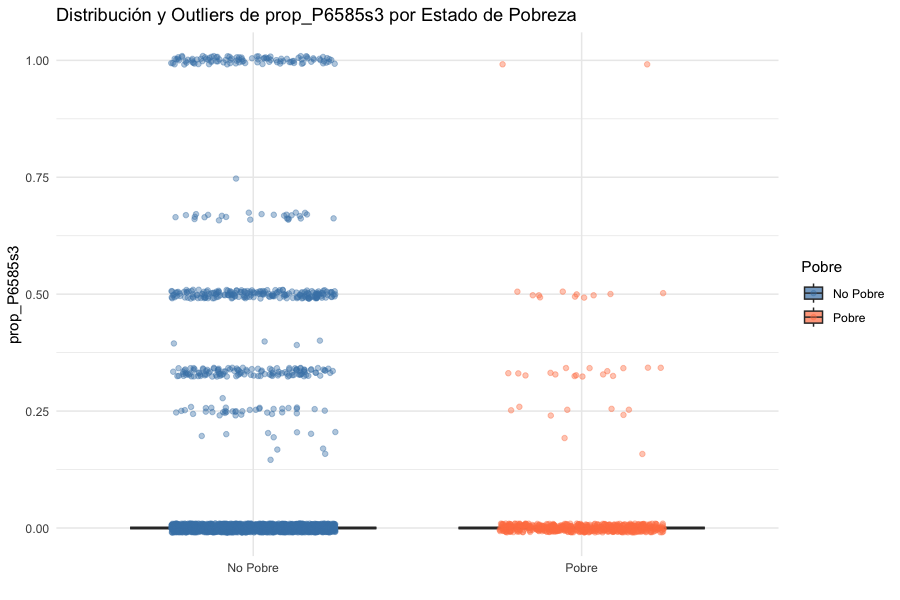 Distribución y Outliers de prop_P6585s3 por Estado de Pobreza
prop_P6585s3
1.00
0.75
0.50
0.25
0.00
No Pobre
Pobre
Pobre
No Pobre
Pobre